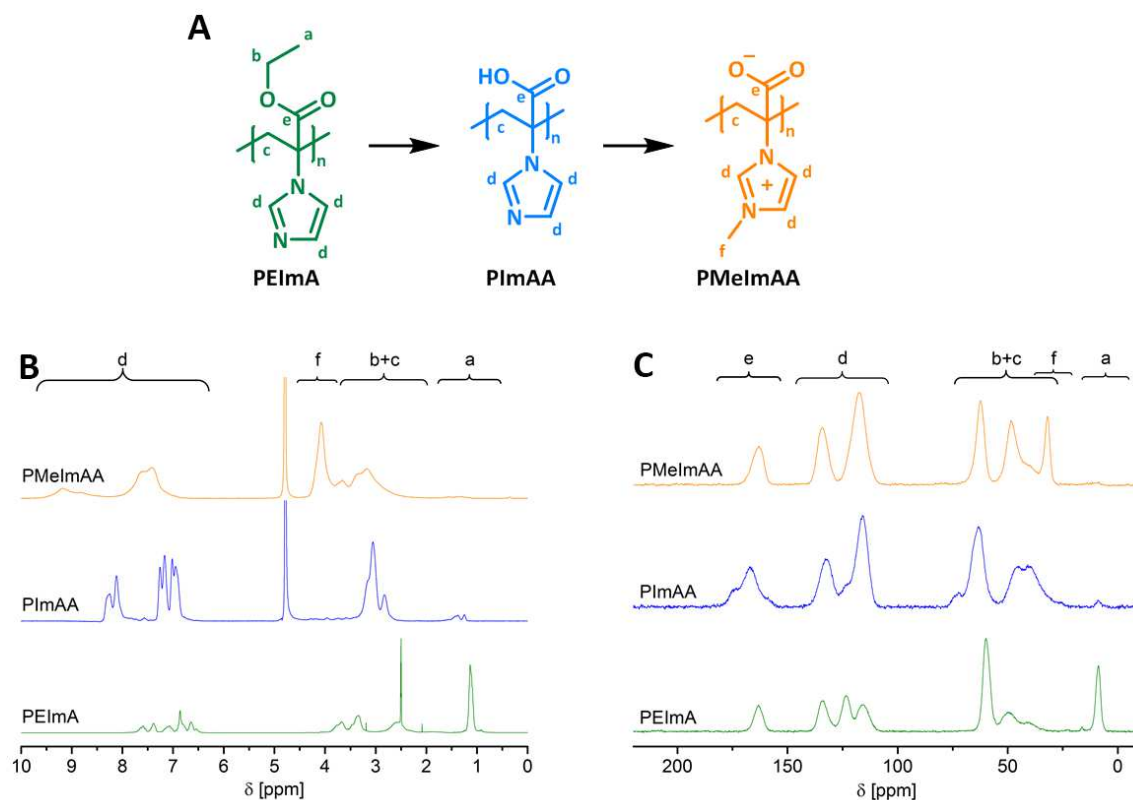 A
a
b
O O
e
c n
N
d d
N d
PEImA
HO O
e
c n
N
d d
N d
PImAA
O− O
e
c n
N
d + d
N d
f
PMeImAA
B
d f b+c a
PMeImAA
PImAA
PEImA
10 9 8 7 6 5 4 3 2 1 0
δ [ppm]
C
e d b+c f a
PMeImAA
PImAA
PEImA
200 150 100 50 0
δ [ppm]